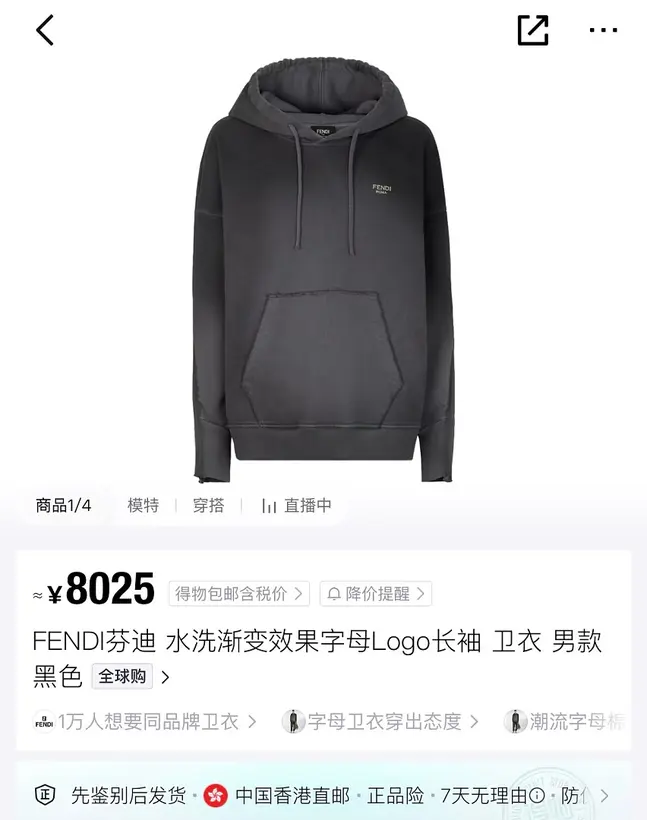 FENDI
FENDI
ROMA
商品1/4 模特 穿搭 直播中
≈¥8025 得物包邮含税价 降价提醒
FENDI芬迪 水洗渐变效果字母Logo长袖 卫衣 男款
黑色 全球购
FENDI 1万人想要同品牌卫衣 字母卫衣穿出态度 潮流字母
正 先鉴别后发货·中国香港直邮·正品险·7天无理由·防